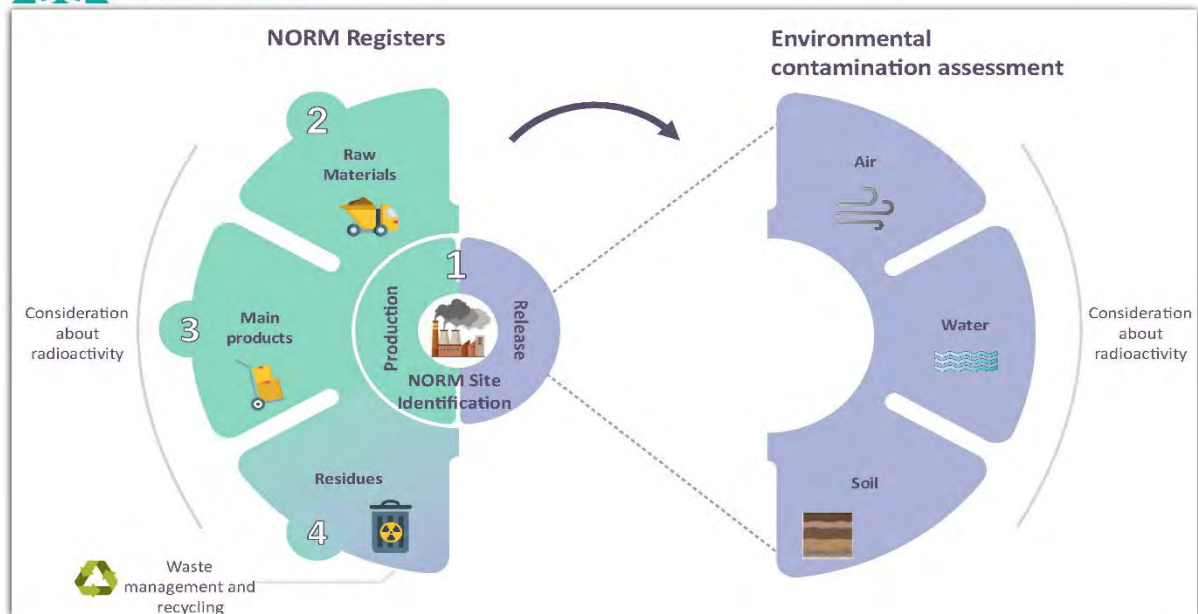 NORM Registers
Environmental
contamination assessment
2
Raw
Materials
Air
1
Consideration
about
radioactivity
3
Main
products
Production
Release
NORM Site
Identification
Water
Consideration
about
radioactivity
Residues
4
Soil
Waste
management and
recycling